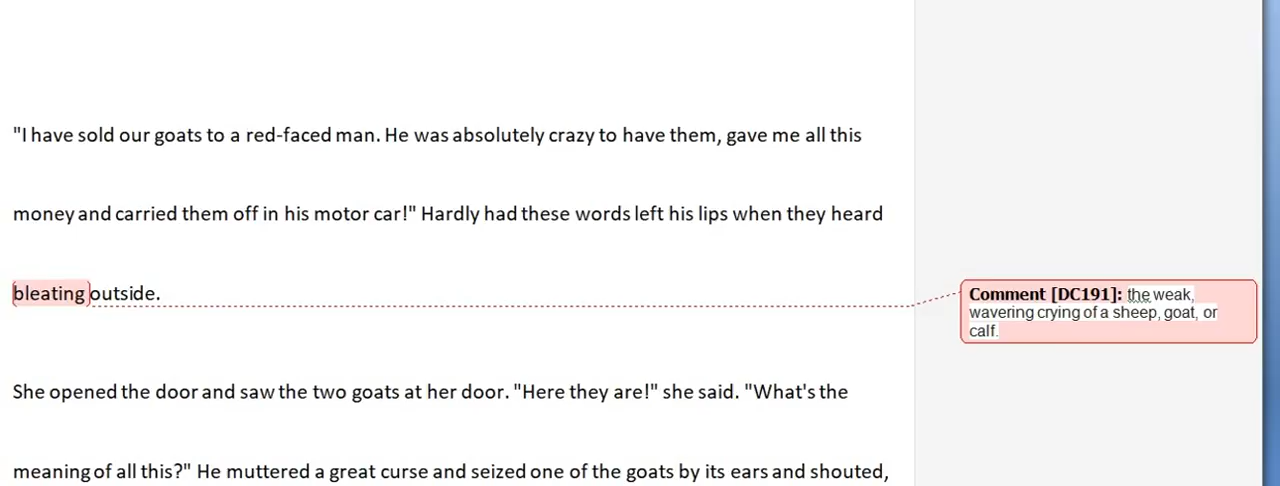 "I have sold our goats to a red-faced man. He was absolutely crazy to have them, gave me all this
money and carried them off in his motor car!" Hardly had these words left his lips when they heard
bleating outside.
Comment [DC191]: the weak,
wavering crying of a sheep, goat, or
calf.
She opened the door and saw the two goats at her door. "Here they are!" she said. "What's the
meaning of all this?" He muttered a great curse and seized one of the goats by its ears and shouted,